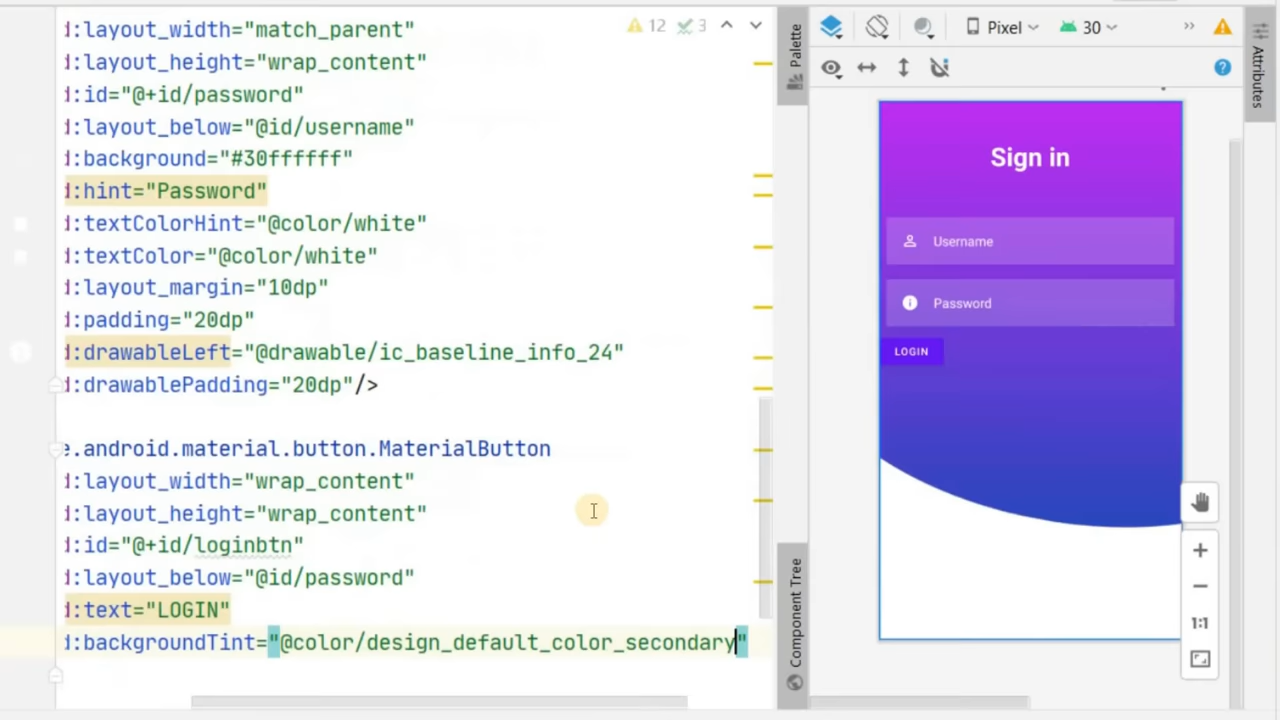 d:layout_width="match_parent"
d:layout_height="wrap_content"
d:id="@+id/password"
d:layout_below="@id/username"
d:background="#30ffffff"
d:hint="Password"
d:textColorHint="@color/white"
d:textColor="@color/white"
d:layout_margin="10dp"
d:padding="20dp"
d:drawableLeft="@drawable/ic_baseline_info_24"
d:drawablePadding="20dp"/>
e.android.material.button.MaterialButton
d:layout_width="wrap_content"
d:layout_height="wrap_content"
d:id="@+id/loginbtn"
d:layout_below="@id/password"
d:text="LOGIN"
d:backgroundTint="@color/design_default_color_secondary"
12 3
Palette
Component Tree
Pixel 30
Sign in
Username
Password
LOGIN
1:1
Attributes